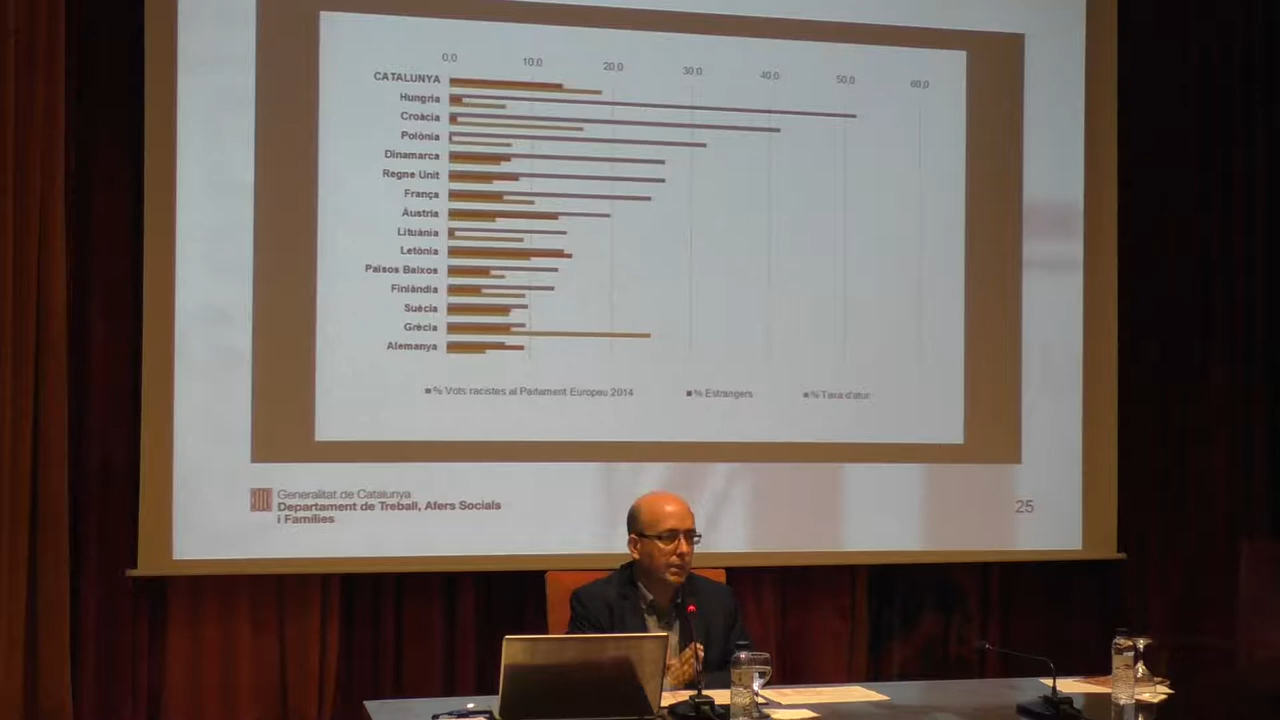 0,0 10,0 20,0 30,0 40,0 50,0 60,0
CATALUNYA
Hungria
Croàcia
Polònia
Dinamarca
Regne Unit
França
Àustria
Lituània
Letònia
Països Baixos
Finlàndia
Suècia
Grècia
Alemanya
% Vots racistes al Parlament Europeu 2014 % Estrangers % Taxa d'atur
Generalitat de Catalunya
Departament de Treball, Afers Socials
i Famílies
25